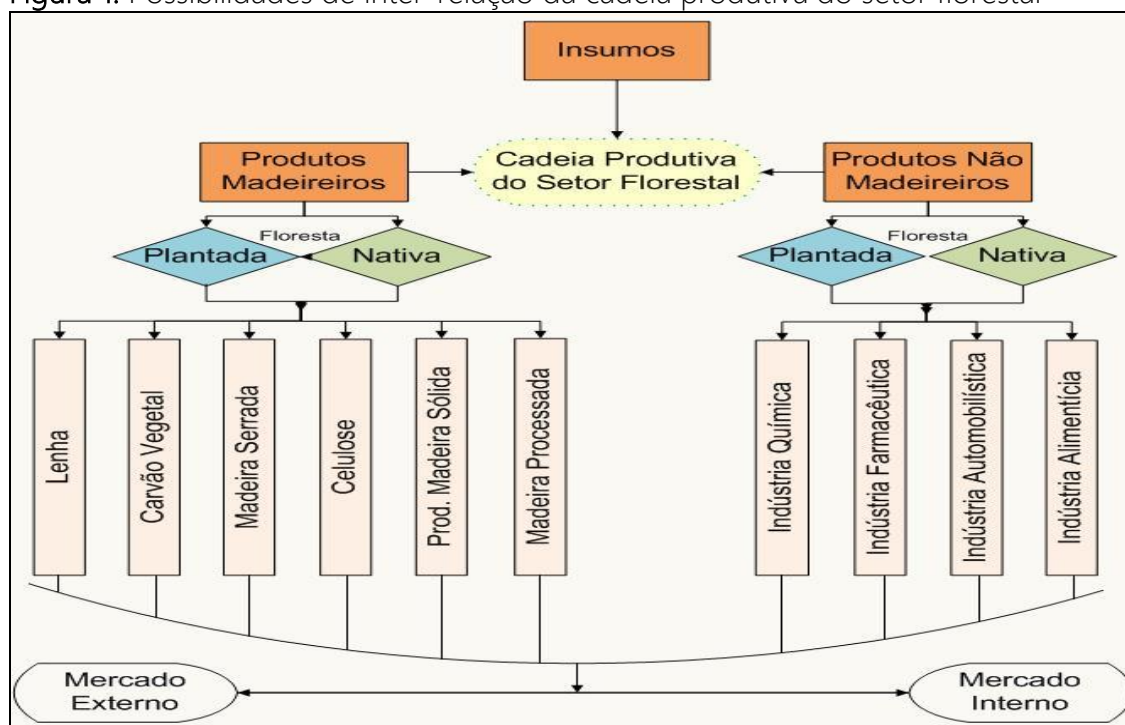 Figura 1. Possibilidades de inter-relação da cadeia produtiva do setor florestal
Insumos
Produtos
Madeireiros
Cadeia Produtiva
do Setor Florestal
Produtos Não
Madeireiros
Plantada
Floresta
Nativa
Plantada
Floresta
Nativa
Lenha
Carvão Vegetal
Madeira Serrada
Celulose
Prod. Madeira Sólida
Madeira Processada
Indústria Química
Indústria Farmacêutica
Indústria Automobilística
Indústria Alimentícia
Mercado
Externo
Mercado
Interno